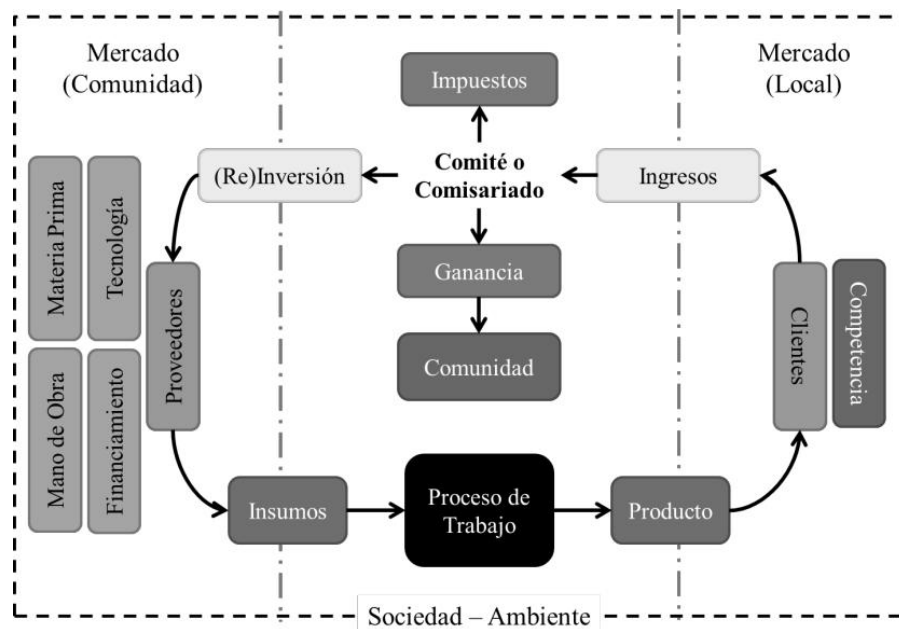 Mercado
(Comunidad)
Mercado
(Local)
Impuestos
(Re)Inversión
Comité o
Comisariado
Ingresos
Materia Prima
Tecnología
Proveedores
Ganancia
Clientes
Competencia
Comunidad
Mano de Obra
Financiamiento
Insumos
Proceso de
Trabajo
Producto
Sociedad – Ambiente